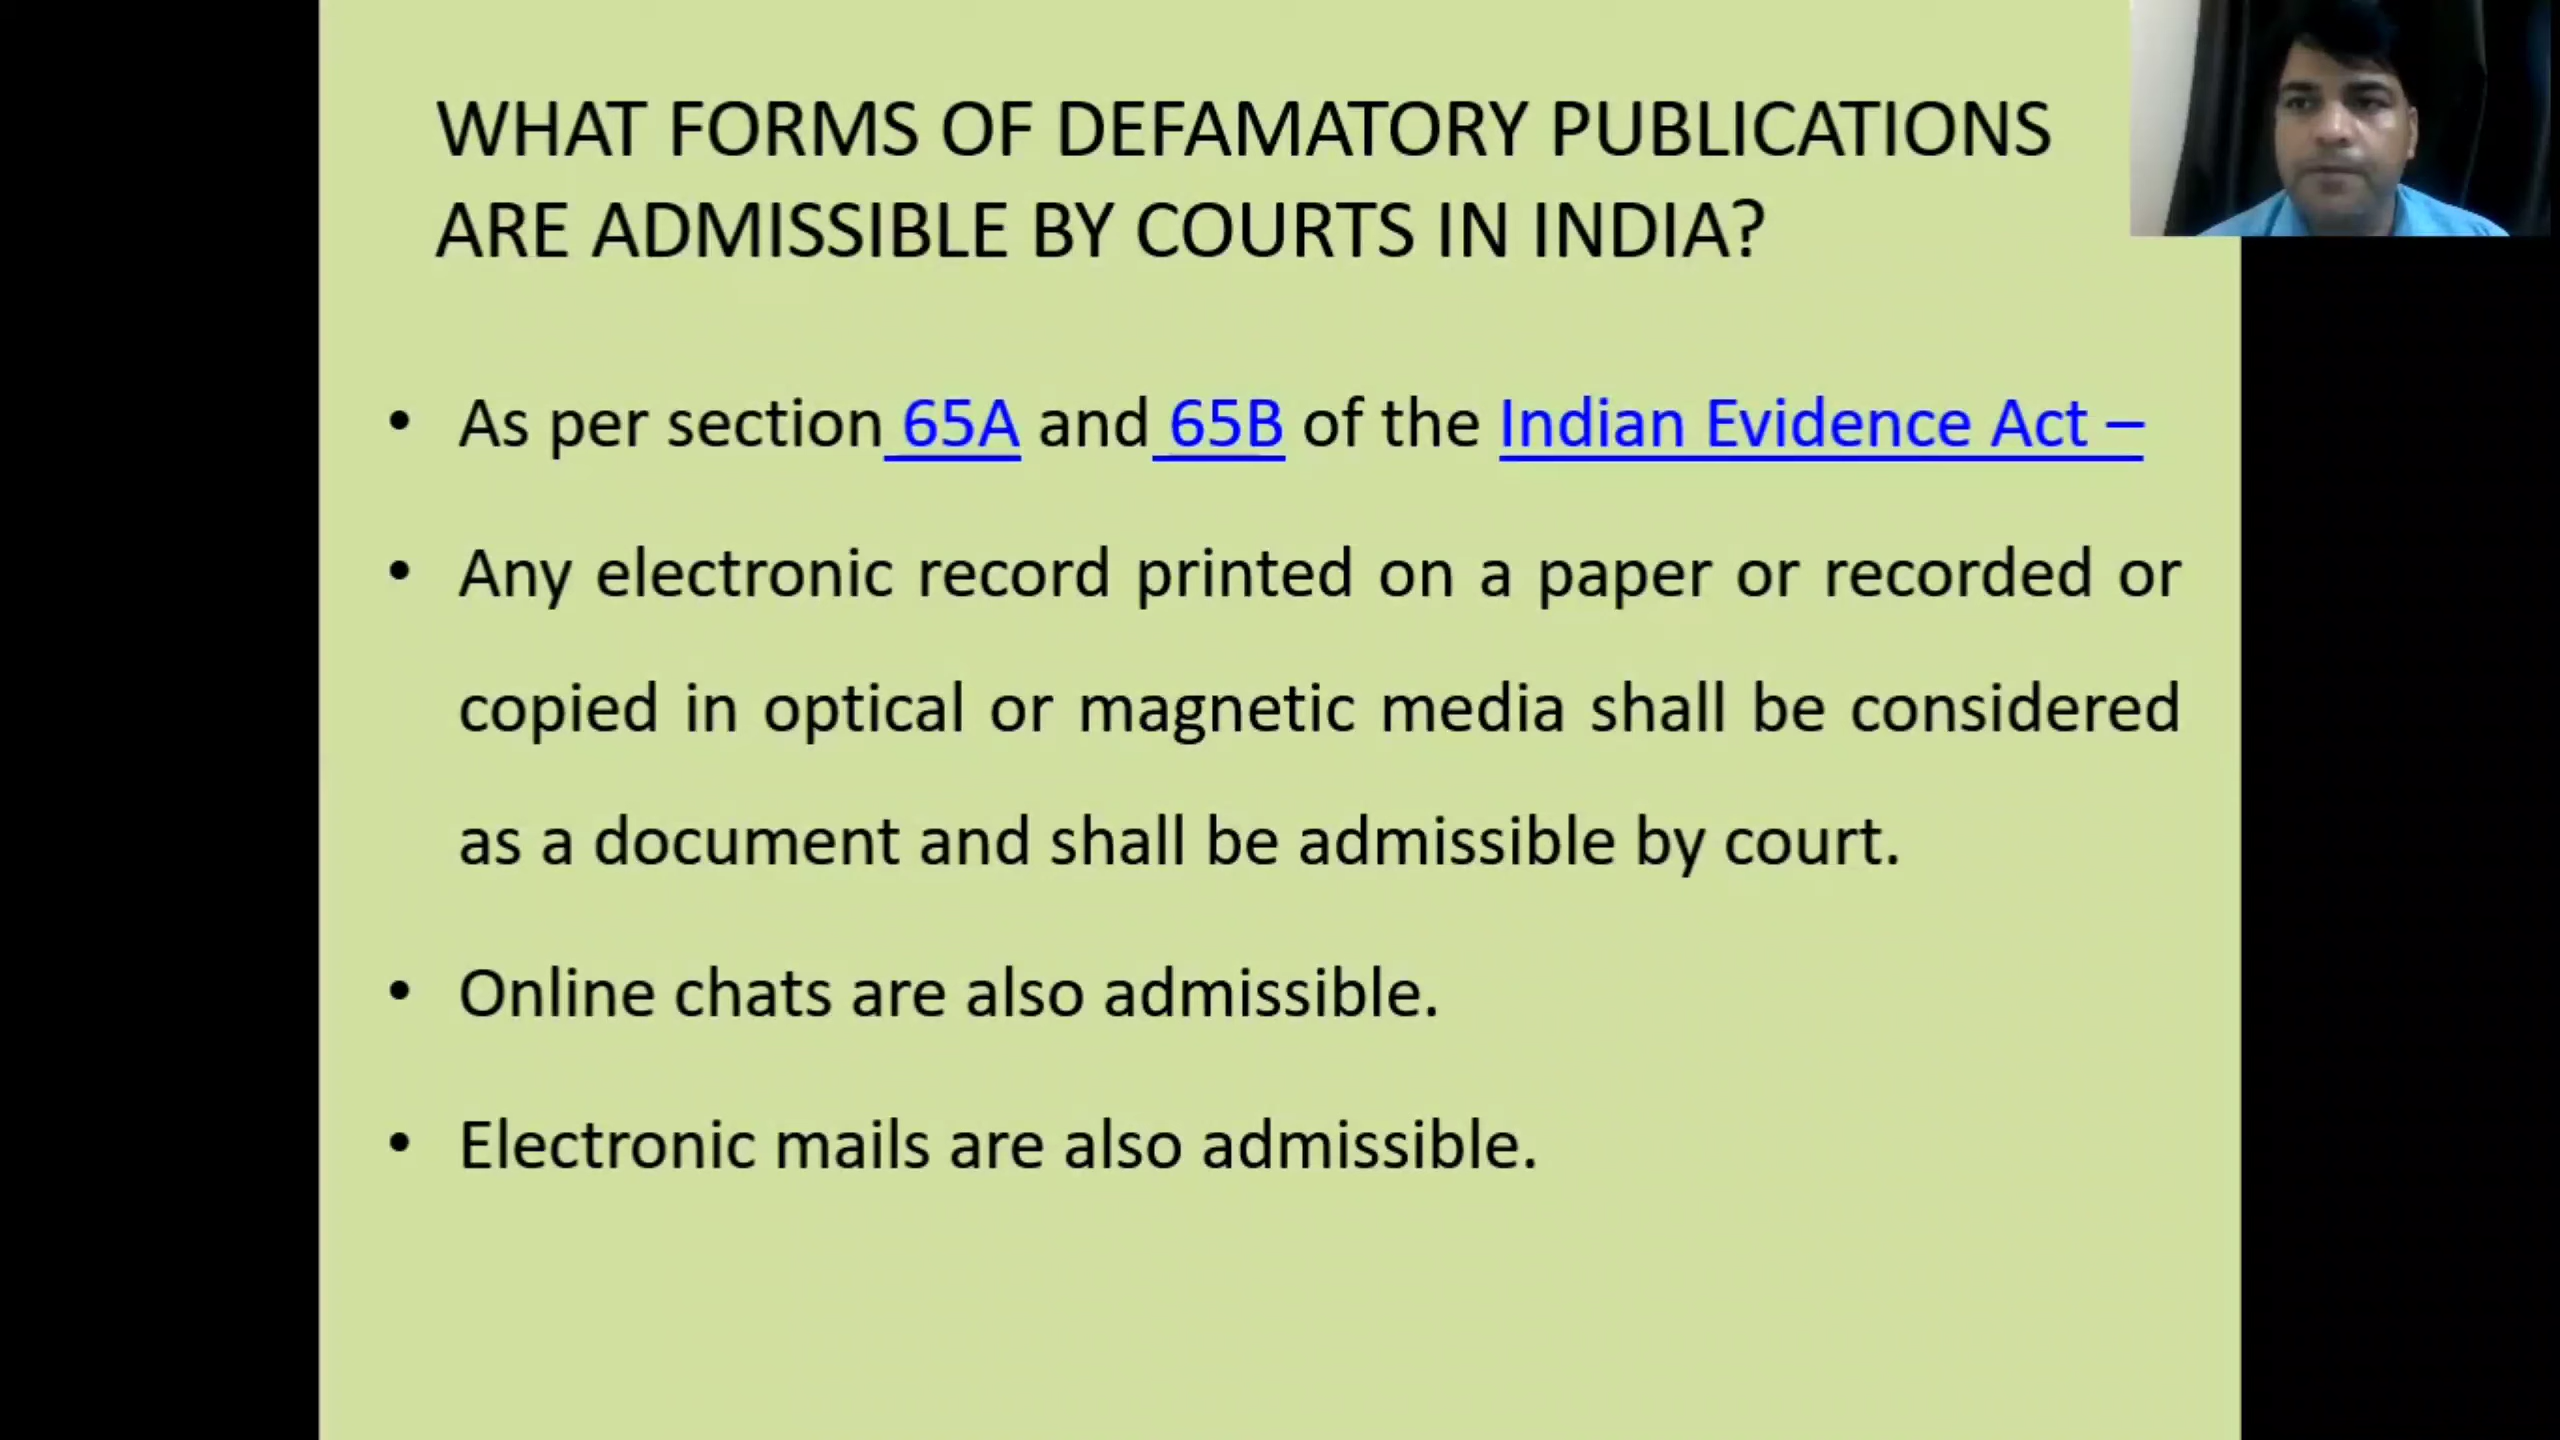 WHAT FORMS OF DEFAMATORY PUBLICATIONS
ARE ADMISSIBLE BY COURTS IN INDIA?
• As per section 65A and 65B of the Indian Evidence Act –
• Any electronic record printed on a paper or recorded or
copied in optical or magnetic media shall be considered
as a document and shall be admissible by court.
• Online chats are also admissible.
• Electronic mails are also admissible.